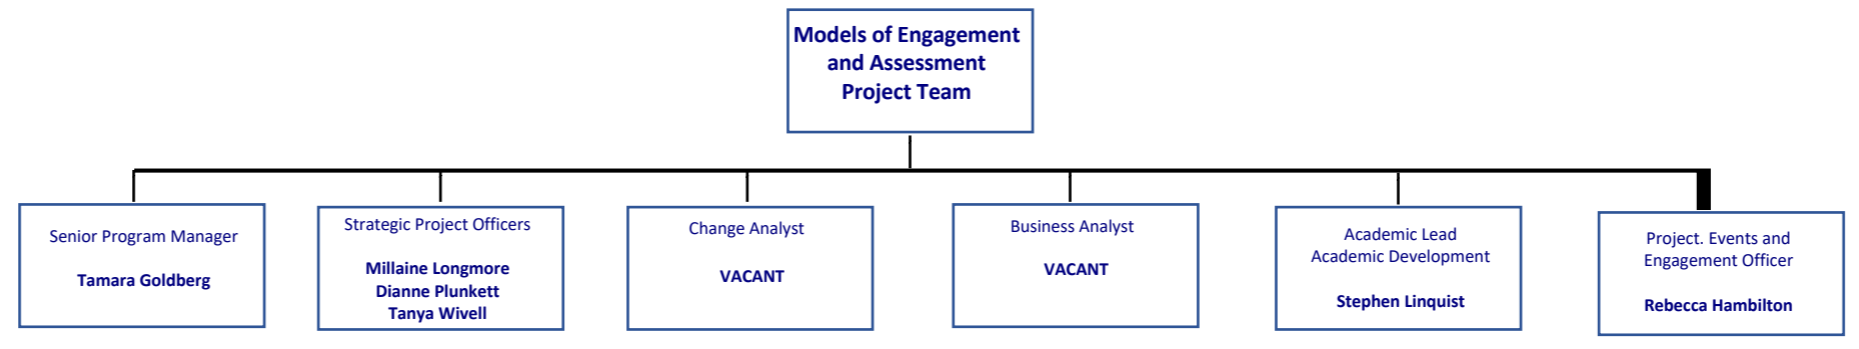 Models of Engagement
and Assessment
Project Team
Senior Program Manager
Tamara Goldberg
Strategic Project Officers
Millaine Longmore
Dianne Plunkett
Tanya Wivell
Change Analyst
VACANT
Business Analyst
VACANT
Academic Lead
Academic Development
Stephen Linquist
Project. Events and
Engagement Officer
Rebecca Hambilton